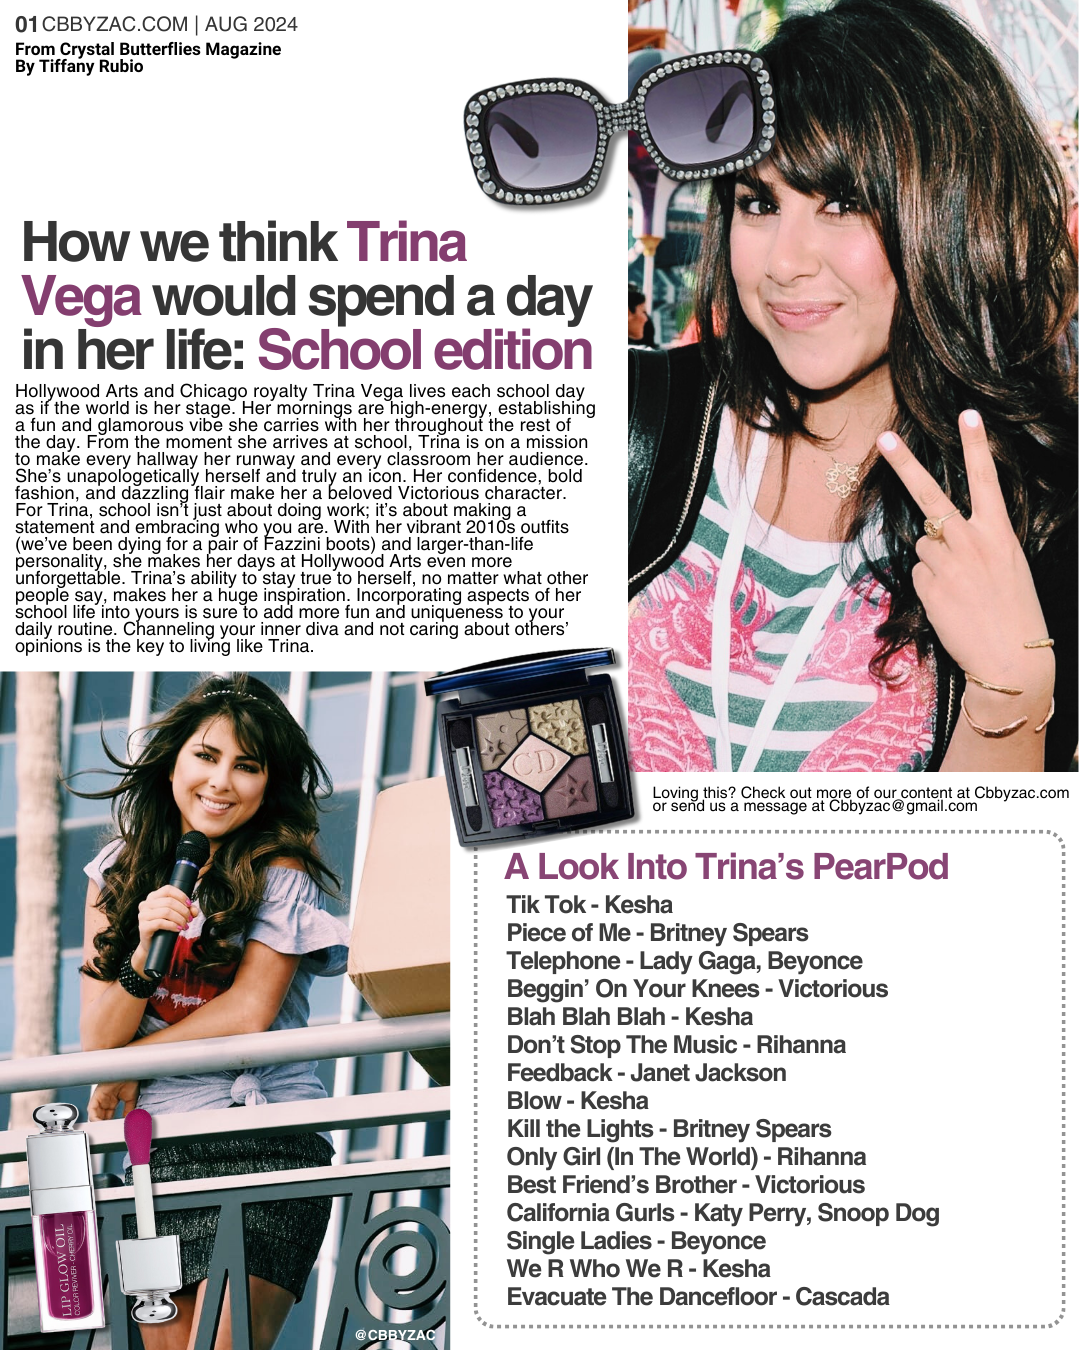 01 CBBYZAC.COM | AUG 2024
From Crystal Butterflies Magazine
By Tiffany Rubio
How we think Trina
Vega would spend a day
in her life: School edition
Hollywood Arts and Chicago royalty Trina Vega lives each school day
as if the world is her stage. Her mornings are high-energy, establishing
a fun and glamorous vibe she carries with her throughout the rest of
the day. From the moment she arrives at school, Trina is on a mission
to make every hallway her runway and every classroom her audience.
She's unapologetically herself and truly an icon. Her confidence, bold
fashion, and dazzling flair make her a beloved Victorious character.
For Trina, school isn't just about doing work; it's about making a
statement and embracing who you are. With her vibrant 2010s outfits
(we've been dying for a pair of Fazzini boots) and larger-than-life
personality, she makes her days at Hollywood Arts even more
unforgettable. Trina's ability to stay true to herself, no matter what other
people say, makes her a huge inspiration. Incorporating aspects of her
school life into yours is sure to add more fun and uniqueness to your
daily routine. Channeling your inner diva and not caring about others'
opinions is the key to living like Trina.
CD
Loving this? Check out more of our content at Cbbyzac.com
or send us a message at Cbbyzac@gmail.com
A Look Into Trina's PearPod
Tik Tok - Kesha
Piece of Me - Britney Spears
Telephone - Lady Gaga, Beyonce
Beggin' On Your Knees - Victorious
Blah Blah Blah - Kesha
Don't Stop The Music - Rihanna
Feedback - Janet Jackson
Blow - Kesha
Kill the Lights - Britney Spears
Only Girl (In The World) - Rihanna
Best Friend's Brother - Victorious
California Gurls - Katy Perry, Snoop Dog
Single Ladies - Beyonce
We R Who We R - Kesha
Evacuate The Dancefloor - Cascada
LIP GLOW OIL
COLOR REVIVER - CHERRY OIL
@CBBYZAC